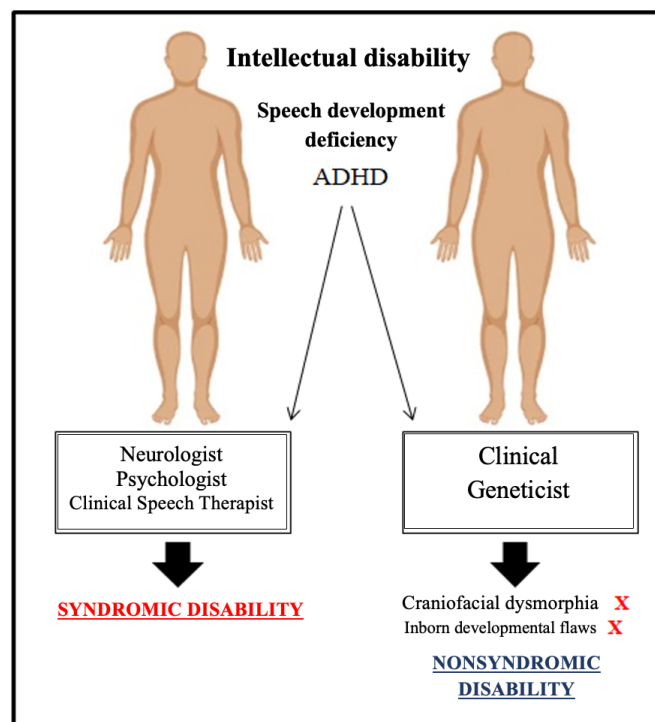 Intellectual disability
Speech development
deficiency
ADHD
Neurologist
Psychologist
Clinical Speech Therapist
Clinical
Geneticist
SYNDROMIC DISABILITY
Craniofacial dysmorphia X
Inborn developmental flaws X
NONSYNDROMIC
DISABILITY